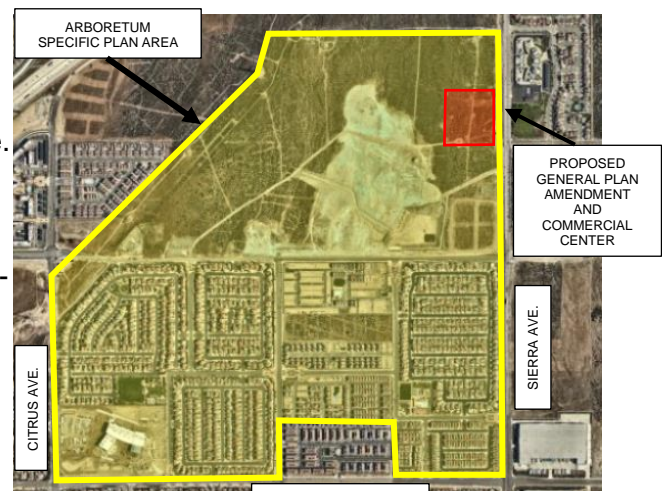 ARBORETUM
SPECIFIC PLAN AREA
PROPOSED
GENERAL PLAN
AMENDMENT
AND
COMMERCIAL
CENTER
CITRUS AVE.
SIERRA AVE.